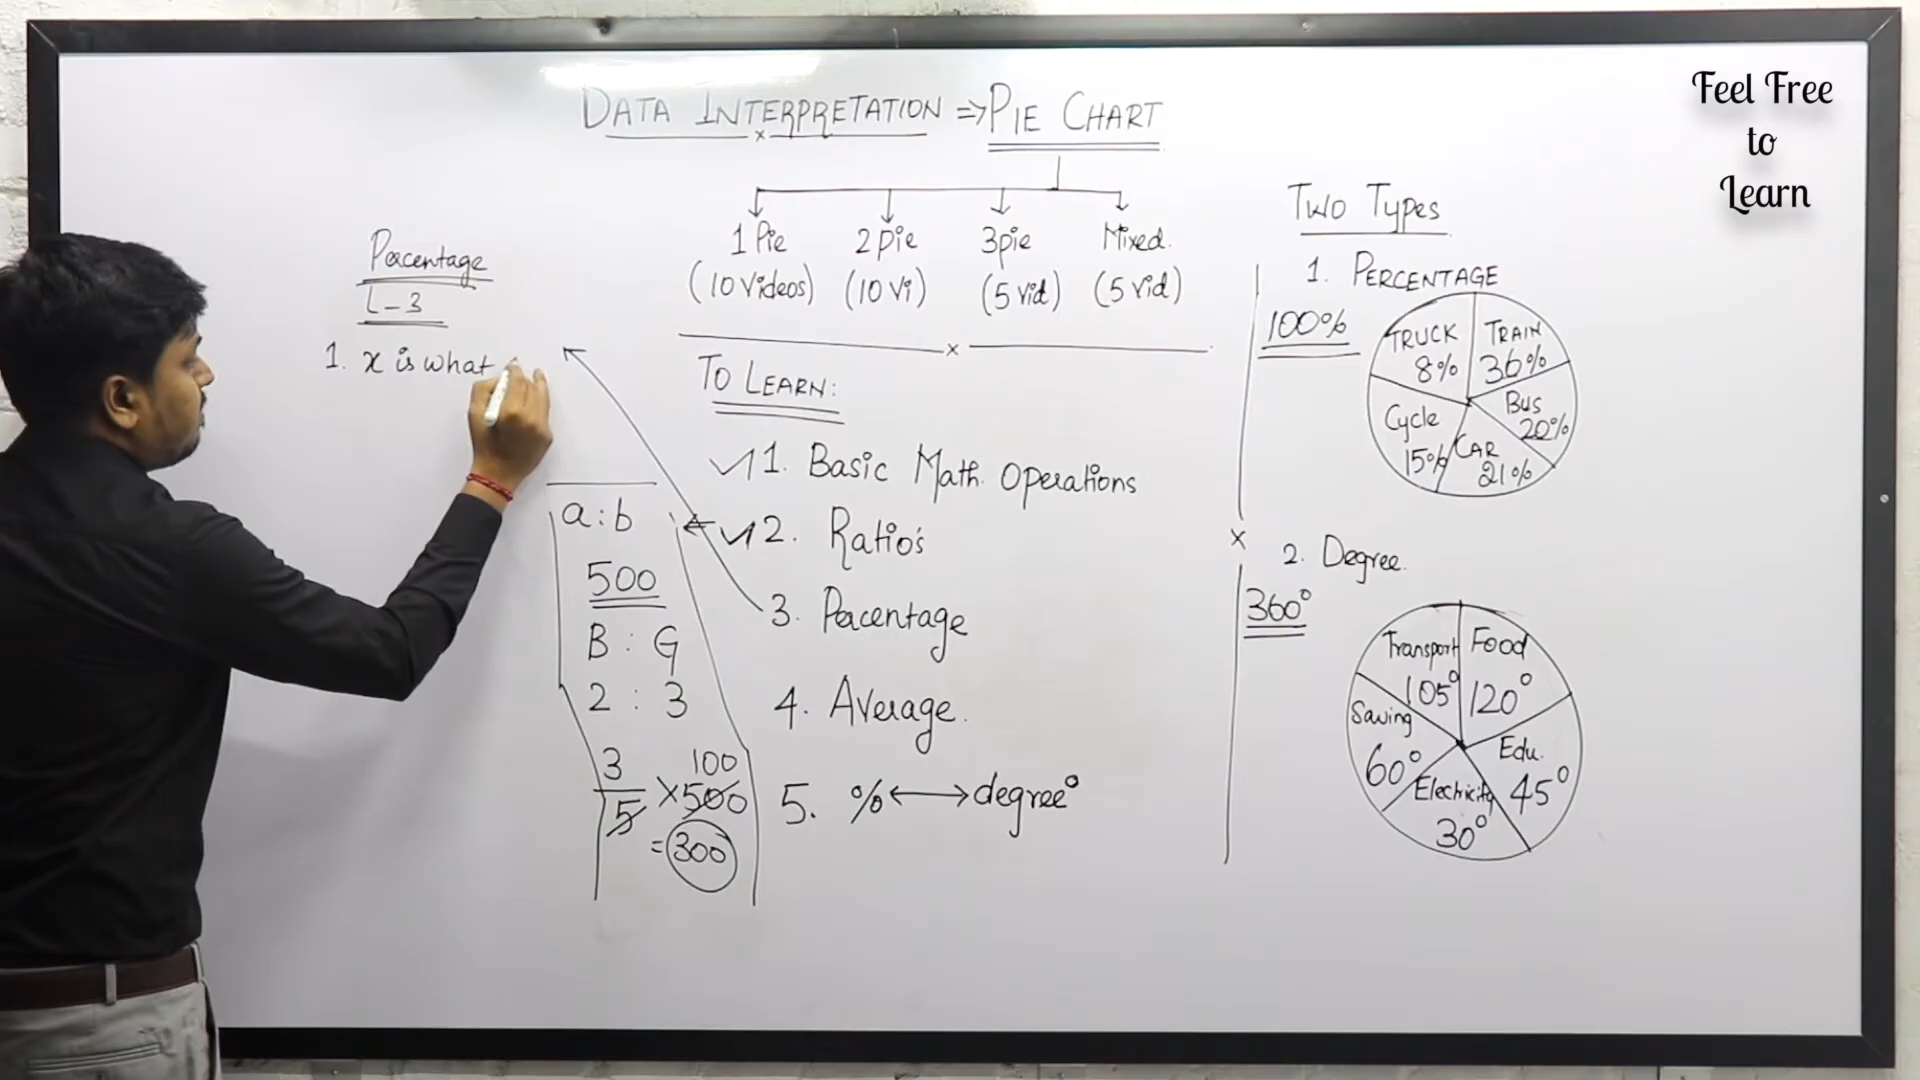 Feel Free
to
Learn
DATA INTERPRETATION ⇒ PIE CHART
1 Pie
(10 Videos)
2 pie
(10 Vi)
3pie
(5 vid)
Mixed.
(5 vid)
Pecentage
L-3
1. x is what
TO LEARN:
1. Basic Math. Operations
2. Ratio's
3. Pecentage
4. Average.
5. % ↔ degree°
a:b
500
B : G
2 : 3
3/5 × 500 100
= 300
TWO TYPES
1. PERCENTAGE
100%
TRUCK
8%
TRAIN
36%
Bus
20%
CAR
21%
Cycle
15%
x
2. Degree.
360°
Transport
105°
Food
120°
Edu.
45°
Electricity
30°
Saving
60°